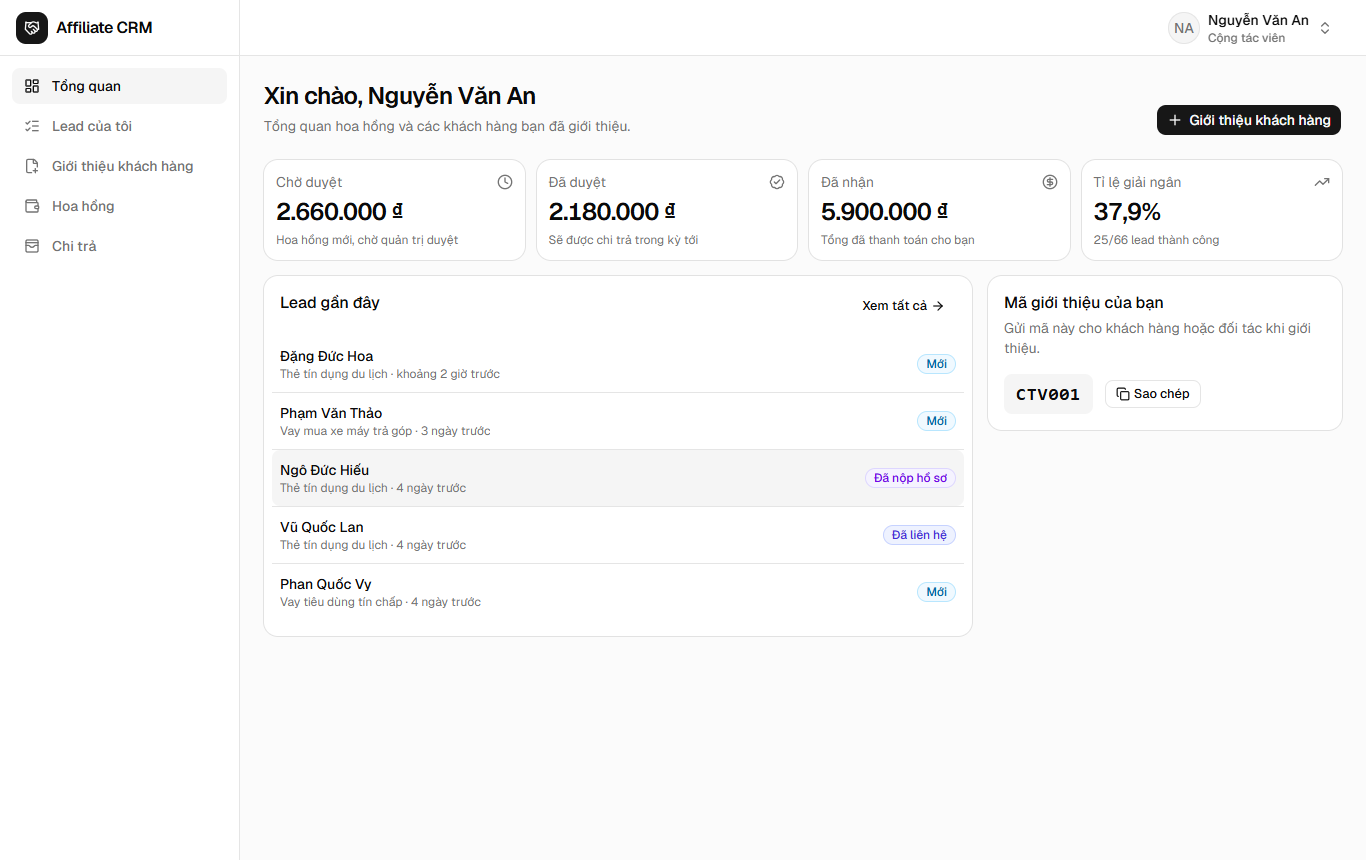 Affiliate CRM
NA
Nguyễn Văn An
Cộng tác viên
Tổng quan
Lead của tôi
Giới thiệu khách hàng
Hoa hồng
Chi trả
Xin chào, Nguyễn Văn An
Tổng quan hoa hồng và các khách hàng bạn đã giới thiệu.
Giới thiệu khách hàng
Chờ duyệt
2.660.000 ₫
Hoa hồng mới, chờ quản trị duyệt
Đã duyệt
2.180.000 ₫
Sẽ được chi trả trong kỳ tới
Đã nhận
5.900.000 ₫
Tổng đã thanh toán cho bạn
Tỉ lệ giải ngân
37,9%
25/66 lead thành công
Lead gần đây
Xem tất cả →
Đặng Đức Hoa
Thẻ tín dụng du lịch · khoảng 2 giờ trước
Mới
Phạm Văn Thảo
Vay mua xe máy trả góp · 3 ngày trước
Mới
Ngô Đức Hiếu
Thẻ tín dụng du lịch · 4 ngày trước
Đã nộp hồ sơ
Vũ Quốc Lan
Thẻ tín dụng du lịch · 4 ngày trước
Đã liên hệ
Phan Quốc Vy
Vay tiêu dùng tín chấp · 4 ngày trước
Mới
Mã giới thiệu của bạn
Gửi mã này cho khách hàng hoặc đối tác khi giới
thiệu.
CTV001
Sao chép